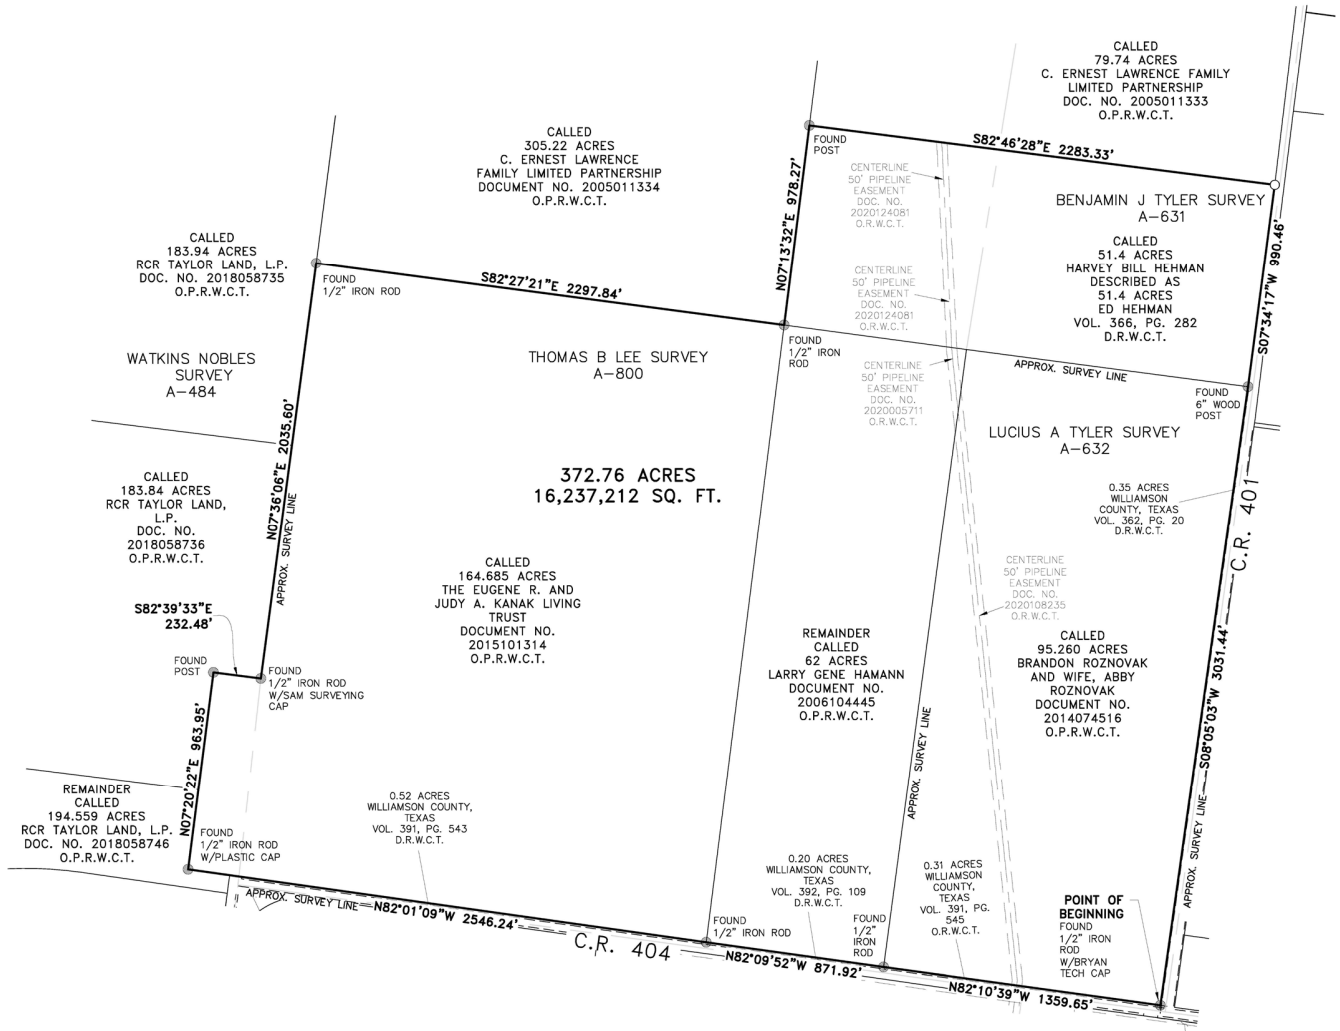 CALLED
79.74 ACRES
C. ERNEST LAWRENCE FAMILY
LIMITED PARTNERSHIP
DOC. NO. 2005011333
O.P.R.W.C.T.
CALLED
305.22 ACRES
C. ERNEST LAWRENCE
FAMILY LIMITED PARTNERSHIP
DOCUMENT NO. 2005011334
O.P.R.W.C.T.
FOUND
POST
S82°46'28"E 2283.33'
CENTERLINE
50' PIPELINE
EASEMENT
DOC. NO.
2020124081
O.R.W.C.T.
BENJAMIN J TYLER SURVEY
A-631
CALLED
51.4 ACRES
HARVEY BILL HEHMAN
DESCRIBED AS
51.4 ACRES
ED HEHMAN
VOL. 366, PG. 282
D.R.W.C.T.
N07°13'32"E 978.27'
S07°34'17"W 990.46'
CALLED
183.94 ACRES
RCR TAYLOR LAND, L.P.
DOC. NO. 2018058735
O.P.R.W.C.T.
FOUND
1/2" IRON ROD
S82°27'21"E 2297.84'
CENTERLINE
50' PIPELINE
EASEMENT
DOC. NO.
2020124081
O.R.W.C.T.
FOUND
1/2" IRON
ROD
WATKINS NOBLES
SURVEY
A-484
THOMAS B LEE SURVEY
A-800
CENTERLINE
50' PIPELINE
EASEMENT
DOC. NO.
2020005711
O.R.W.C.T.
APPROX. SURVEY LINE
FOUND
6" WOOD
POST
LUCIUS A TYLER SURVEY
A-632
N07°36'06"E 2035.60'
APPROX. SURVEY LINE
372.76 ACRES
16,237,212 SQ. FT.
0.35 ACRES
WILLIAMSON
COUNTY, TEXAS
VOL. 362, PG. 20
D.R.W.C.T.
C.R. 401
CALLED
183.84 ACRES
RCR TAYLOR LAND,
L.P.
DOC. NO.
2018058736
O.P.R.W.C.T.
CALLED
164.685 ACRES
THE EUGENE R. AND
JUDY A. KANAK LIVING
TRUST
DOCUMENT NO.
2015101314
O.P.R.W.C.T.
CENTERLINE
50' PIPELINE
EASEMENT
DOC. NO.
2020108235
O.R.W.C.T.
S82°39'33"E
232.48'
FOUND
POST
FOUND
1/2" IRON ROD
W/SAM SURVEYING
CAP
REMAINDER
CALLED
62 ACRES
LARRY GENE HAMANN
DOCUMENT NO.
2006104445
O.P.R.W.C.T.
CALLED
95.260 ACRES
BRANDON ROZNOVAK
AND WIFE, ABBY
ROZNOVAK
DOCUMENT NO.
2014074516
O.P.R.W.C.T.
S08°05'03"W 3031.44'
APPROX. SURVEY LINE
APPROX. SURVEY LINE
N07°20'22"E 963.95'
REMAINDER
CALLED
194.559 ACRES
RCR TAYLOR LAND, L.P.
DOC. NO. 2018058746
O.P.R.W.C.T.
FOUND
1/2" IRON ROD
W/PLASTIC CAP
0.52 ACRES
WILLIAMSON COUNTY,
TEXAS
VOL. 391, PG. 543
D.R.W.C.T.
0.20 ACRES
WILLIAMSON COUNTY,
TEXAS
VOL. 392, PG. 109
D.R.W.C.T.
0.31 ACRES
WILLIAMSON
COUNTY,
TEXAS
VOL. 391, PG.
545
O.R.W.C.T.
POINT OF
BEGINNING
FOUND
1/2" IRON
ROD
W/BRYAN
TECH CAP
APPROX. SURVEY LINE
N82°01'09"W 2546.24'
FOUND
1/2" IRON ROD
FOUND
1/2"
IRON
ROD
C.R. 404
N82°09'52"W 871.92'
N82°10'39"W 1359.65'